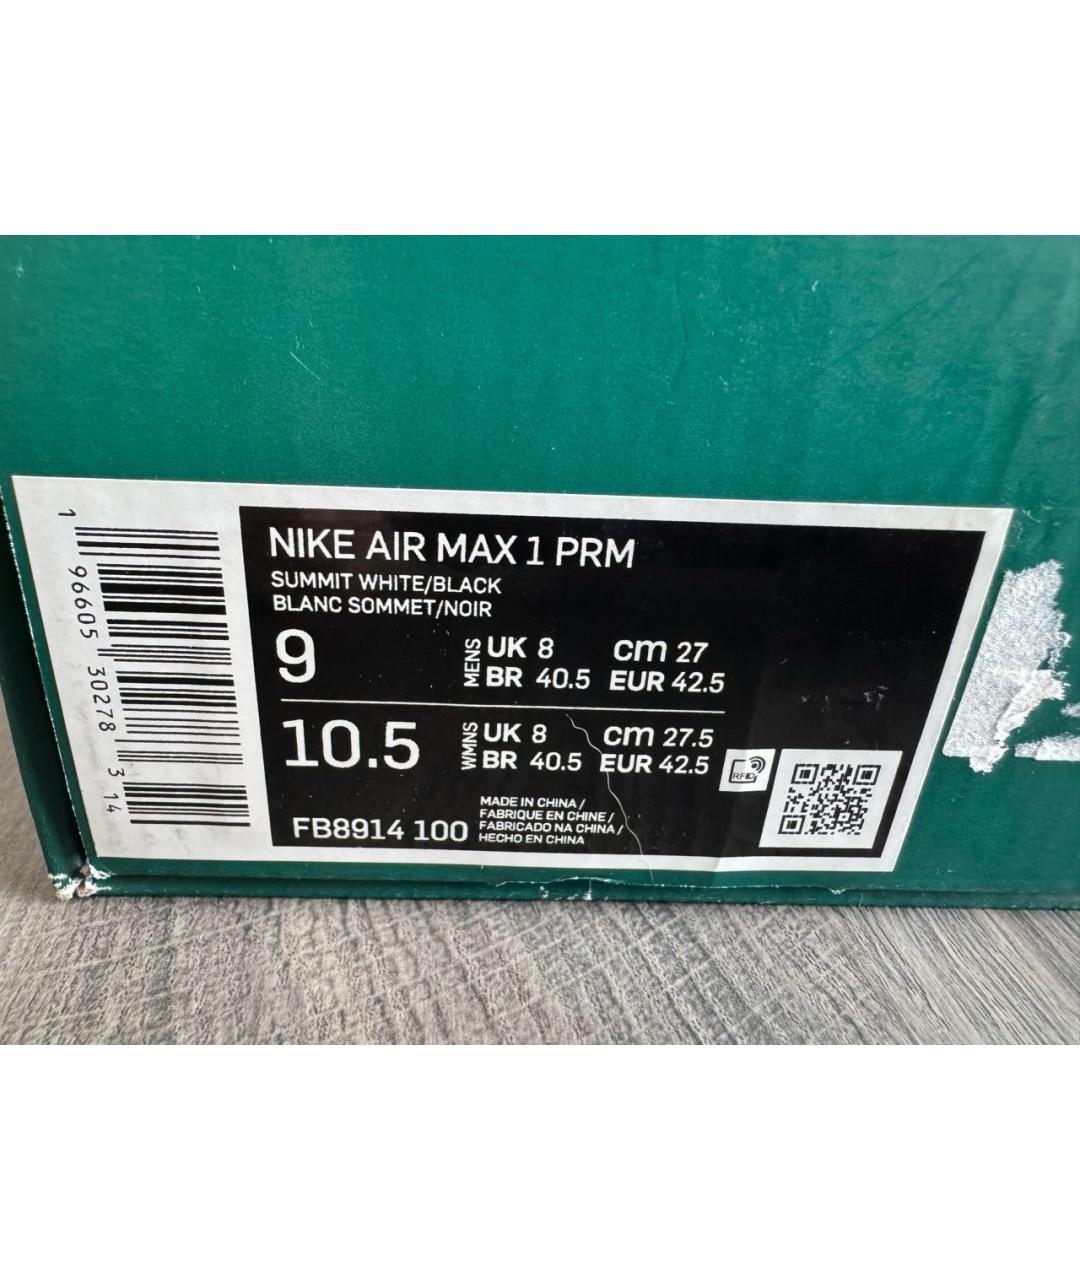 NIKE AIR MAX 1 PRM
SUMMIT WHITE/BLACK
BLANC SOMMET/NOIR
9 MENS UK 8 cm 27
BR 40.5 EUR 42.5
10.5 WMNS UK 8 cm 27.5
BR 40.5 EUR 42.5
RFID
FB8914 100
MADE IN CHINA /
FABRIQUE EN CHINE /
FABRICADO NA CHINA /
HECHO EN CHINA
1 96605 30278 3 14